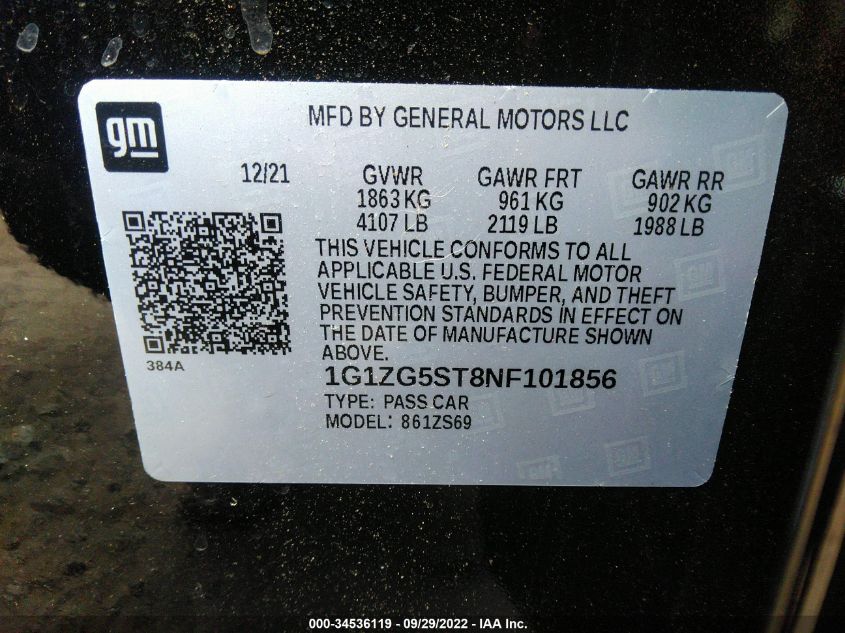 gm
MFD BY GENERAL MOTORS LLC
12/21 GVWR GAWR FRT GAWR RR
1863 KG 961 KG 902 KG
4107 LB 2119 LB 1988 LB
THIS VEHICLE CONFORMS TO ALL
APPLICABLE U.S. FEDERAL MOTOR
VEHICLE SAFETY, BUMPER, AND THEFT
PREVENTION STANDARDS IN EFFECT ON
THE DATE OF MANUFACTURE SHOWN
ABOVE.
384A
1G1ZG5ST8NF101856
TYPE: PASS CAR
MODEL: 861ZS69
000-34536119 - 09/29/2022 - IAA Inc.